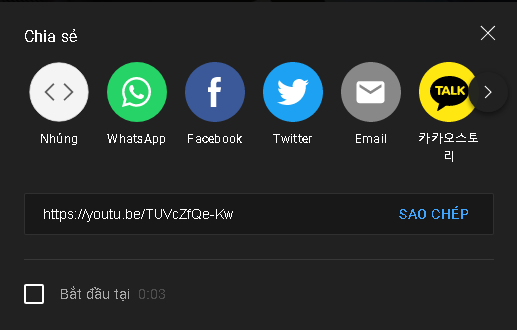 Chia sẻ
TALK
Nhúng
WhatsApp
Facebook
Twitter
Email
카카오스토
리
https://youtu.be/TUVcZfQe-Kw
SAO CHÉP
Bắt đầu tại 0:03